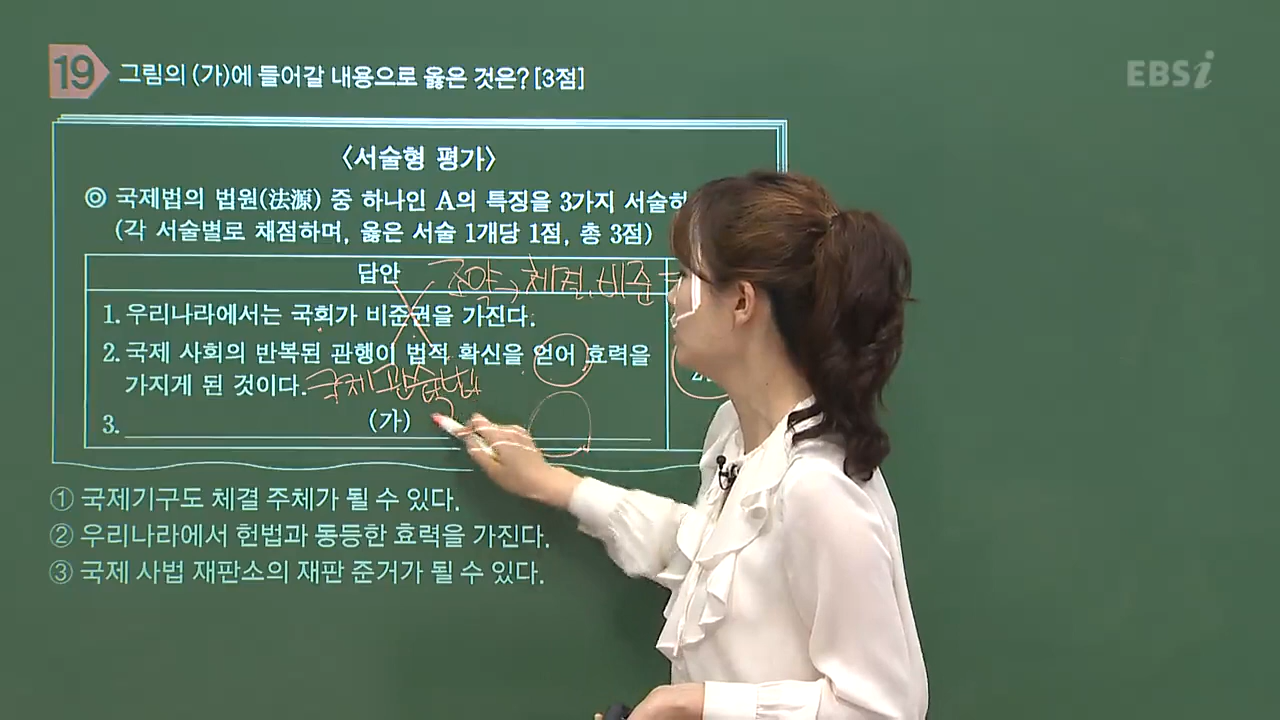 19 그림의 (가)에 들어갈 내용으로 옳은 것은? [3점]
EBSi
〈서술형 평가〉
◎ 국제법의 법원(法源) 중 하나인 A의 특징을 3가지 서술하
(각 서술별로 채점하며, 옳은 서술 1개당 1점, 총 3점)
답안 조약→체결, 비준
1. 우리나라에서는 국회가 비준권을 가진다.
2. 국제 사회의 반복된 관행이 법적 확신을 얻어 효력을
가지게 된 것이다. 국제관습법
3. (가)
① 국제기구도 체결 주체가 될 수 있다.
② 우리나라에서 헌법과 동등한 효력을 가진다.
③ 국제 사법 재판소의 재판 준거가 될 수 있다.